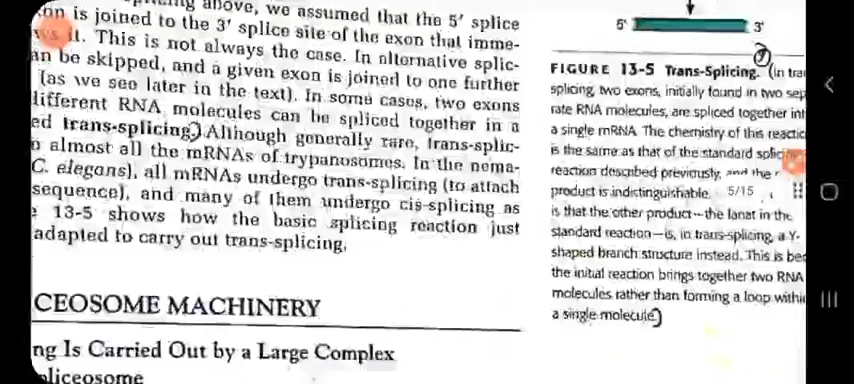 above, we assumed that the 5' splice
is joined to the 3' splice site of the exon that imme-
it. This is not always the case. In alternative splic-
an be skipped, and a given exon is joined to one further
(as we see later in the text). In some cases, two exons
different RNA molecules can be spliced together in a
ed trans-splicing.) Although generally rare, trans-splic-
almost all the mRNAs of trypanosomes. In the nema-
C. elegans), all mRNAs undergo trans-splicing (to attach
sequence), and many of them undergo cis-splicing as
13-5 shows how the basic splicing reaction just
adapted to carry out trans-splicing.
CEOSOME MACHINERY
ng Is Carried Out by a Large Complex
pliceosome
5' 3'
FIGURE 13-5 Trans-Splicing. (In tra
splicing, two exons, initially found in two sep
rate RNA molecules, are spliced together int
a single mRNA. The chemistry of this reactic
is the same as that of the standard splicin
reaction described previously, and the
product is indistinguishable.
5/15
is that the other product—the lariat in the
standard reaction—is, in trans-splicing, a Y-
shaped branch structure instead. This is bec
the initial reaction brings together two RNA
molecules rather than forming a loop withi
a single molecule.)